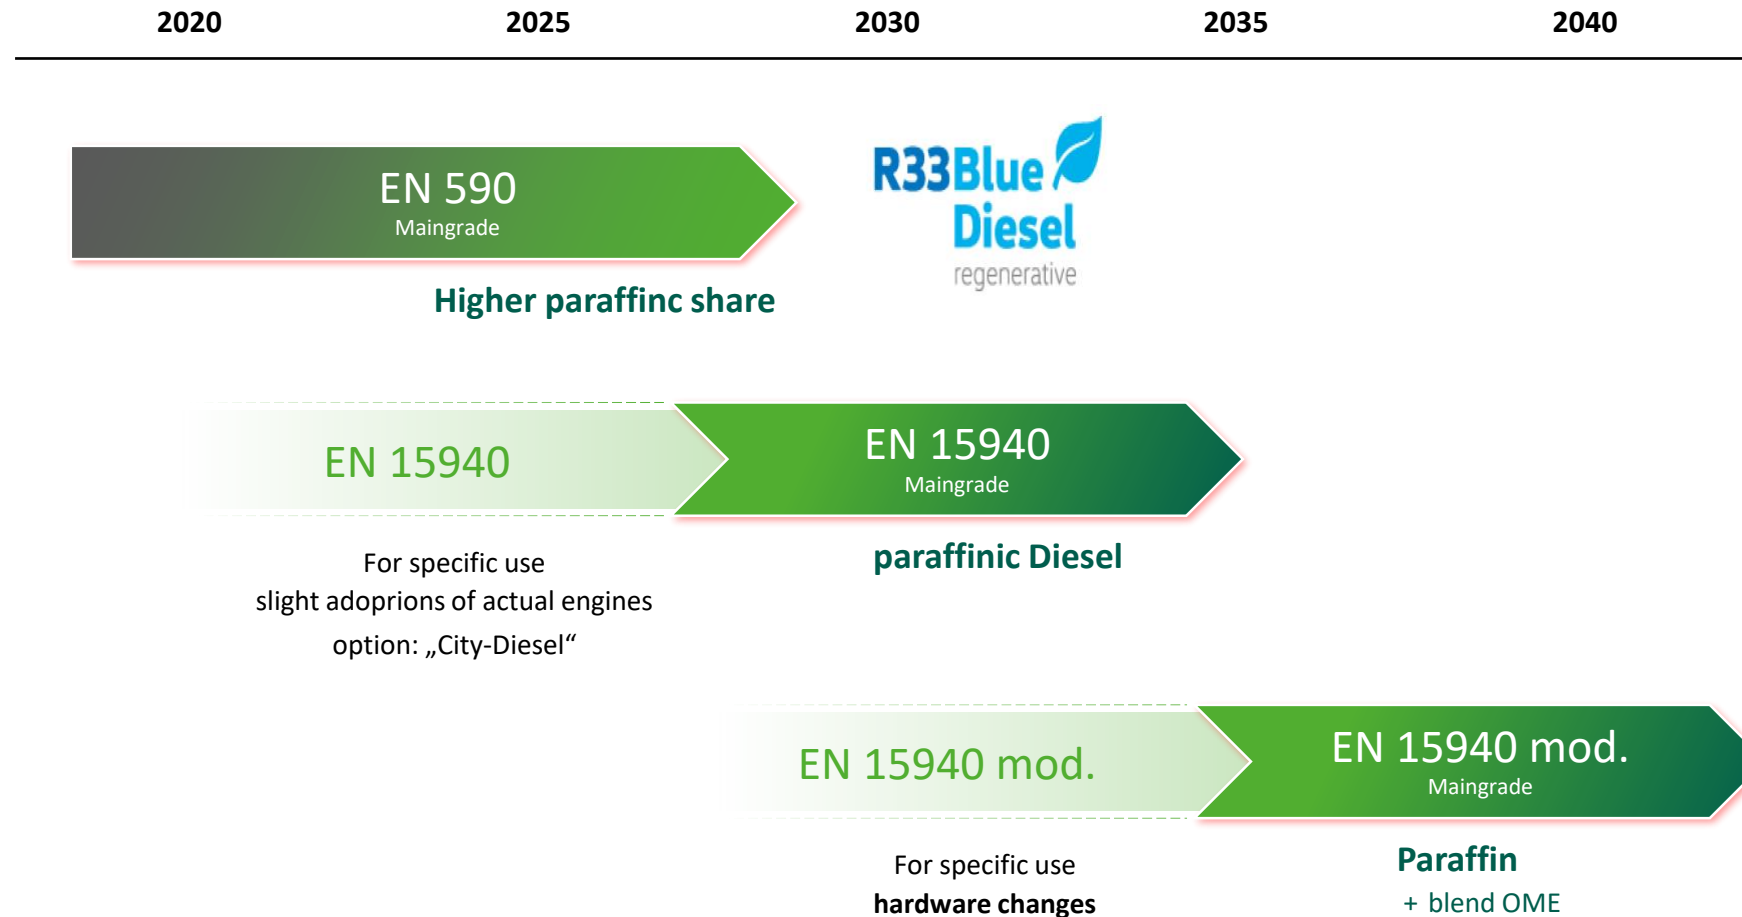 2020 2025 2030 2035 2040
EN 590
Maingrade
Higher paraffinc share
R33Blue
Diesel
regenerative
EN 15940
EN 15940
Maingrade
For specific use
slight adoprions of actual engines
option: „City-Diesel“
paraffinic Diesel
EN 15940 mod.
EN 15940 mod.
Maingrade
For specific use
hardware changes
Paraffin
+ blend OME